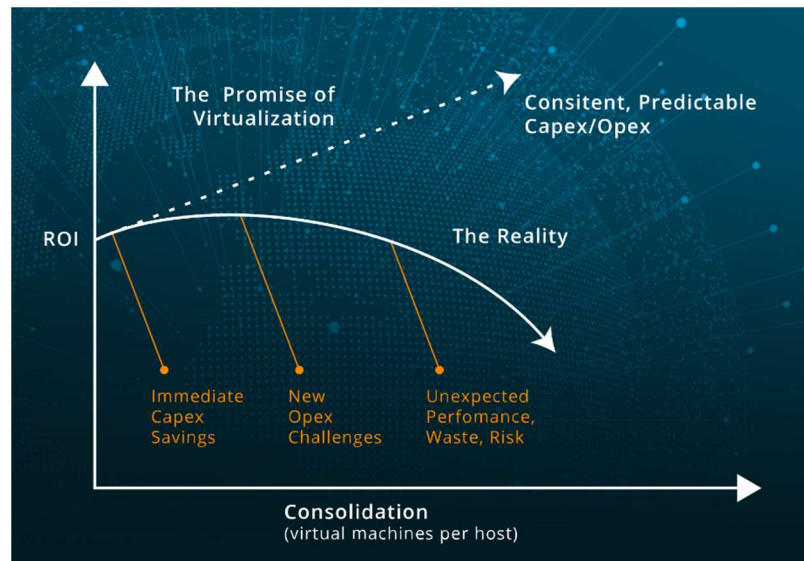 The Promise of
Virtualization
Consitent, Predictable
Capex/Opex
ROI
The Reality
Immediate
Capex
Savings
New
Opex
Challenges
Unexpected
Perfomance,
Waste, Risk
Consolidation
(virtual machines per host)